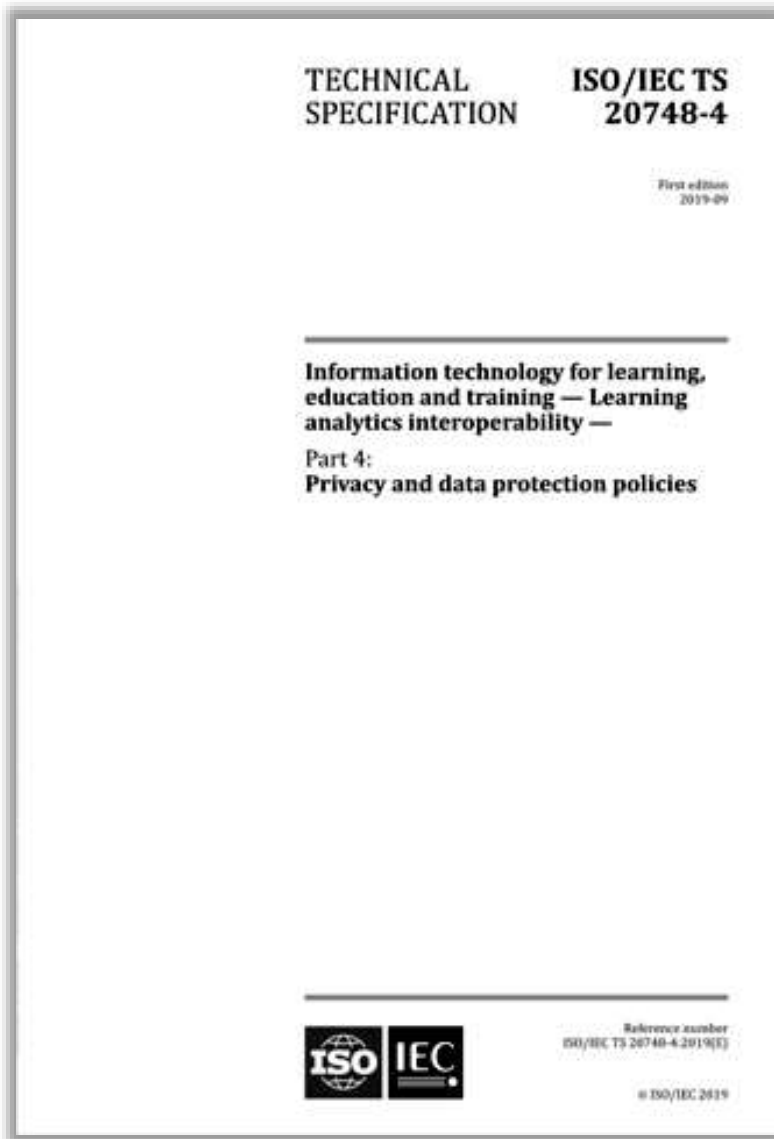 TECHNICAL
SPECIFICATION
ISO/IEC TS
20748-4
First edition
2019-09
Information technology for learning,
education and training — Learning
analytics interoperability —
Part 4:
Privacy and data protection policies
ISO
IEC
Reference number
ISO/IEC TS 20748-4:2019(E)
© ISO/IEC 2019